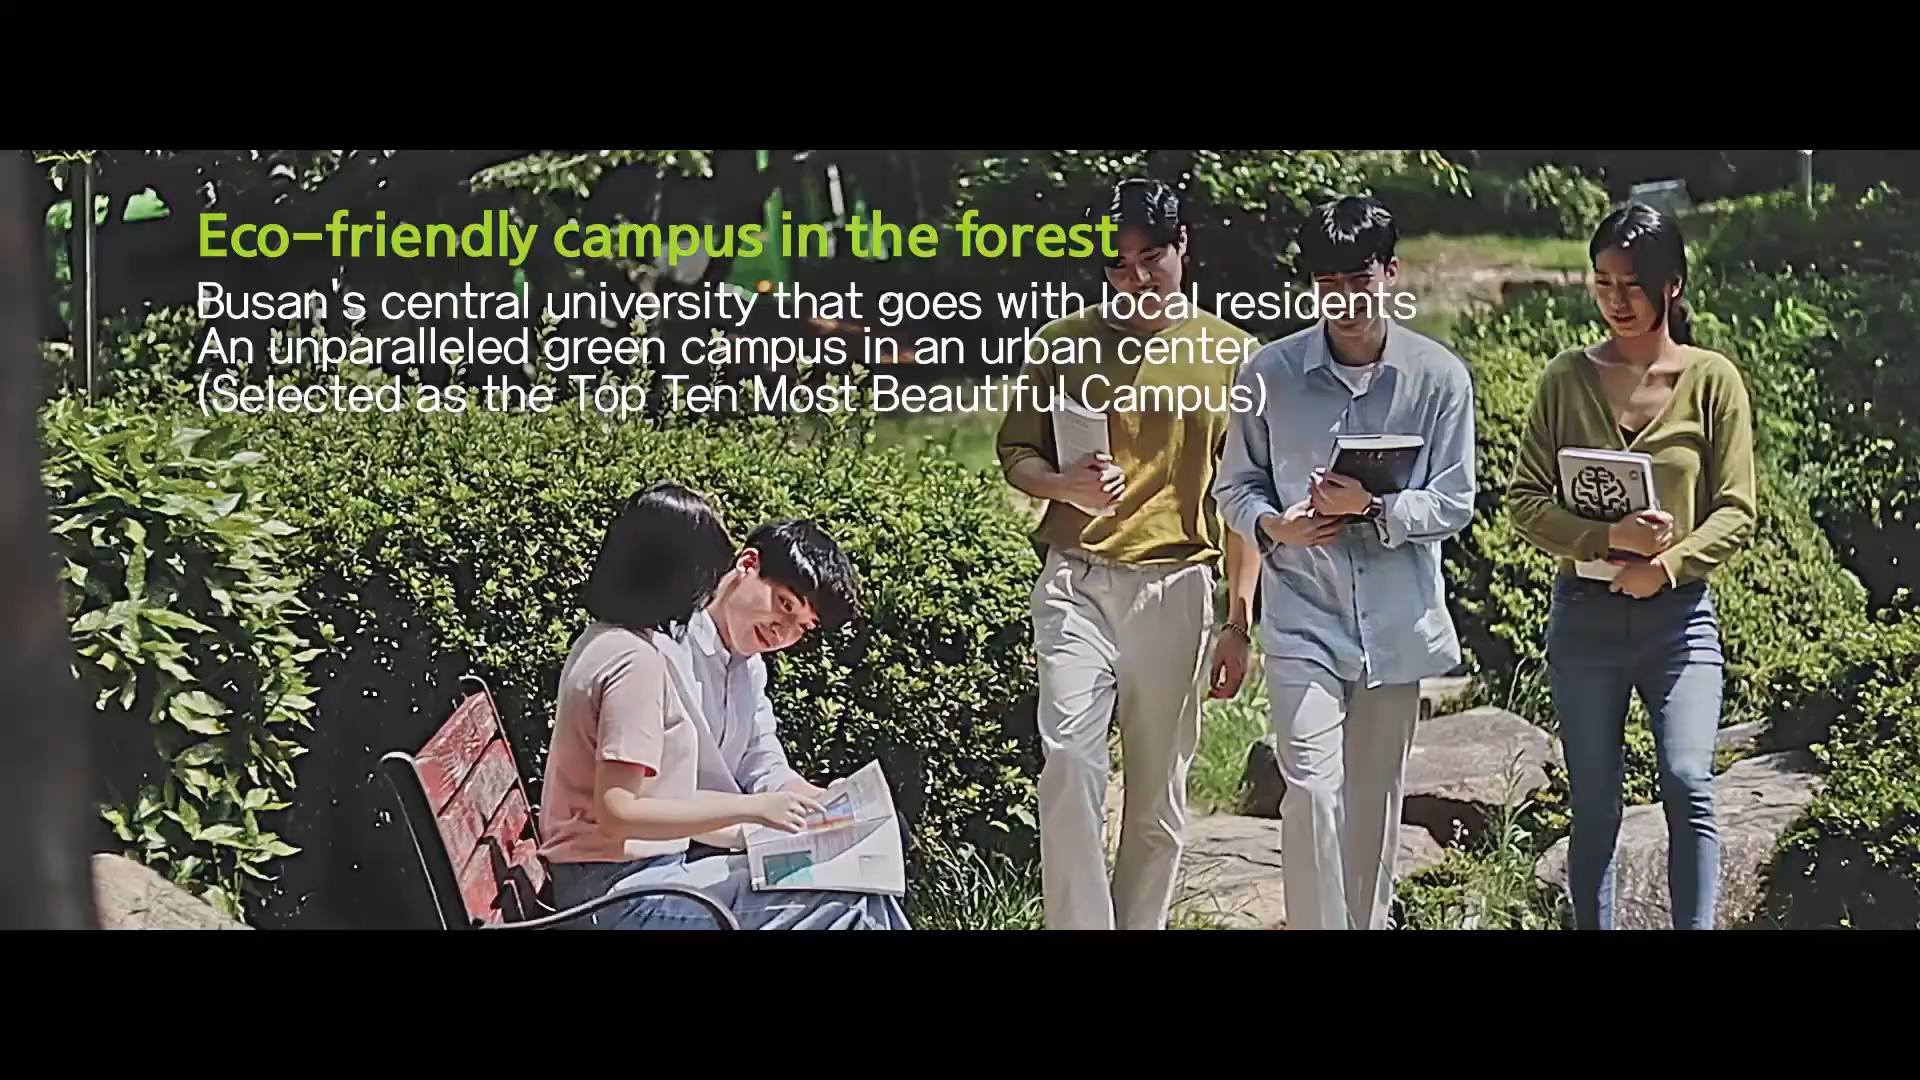 Eco-friendly campus in the forest
Busan's central university that goes with local residents
An unparalleled green campus in an urban center
(Selected as the Top Ten Most Beautiful Campus)